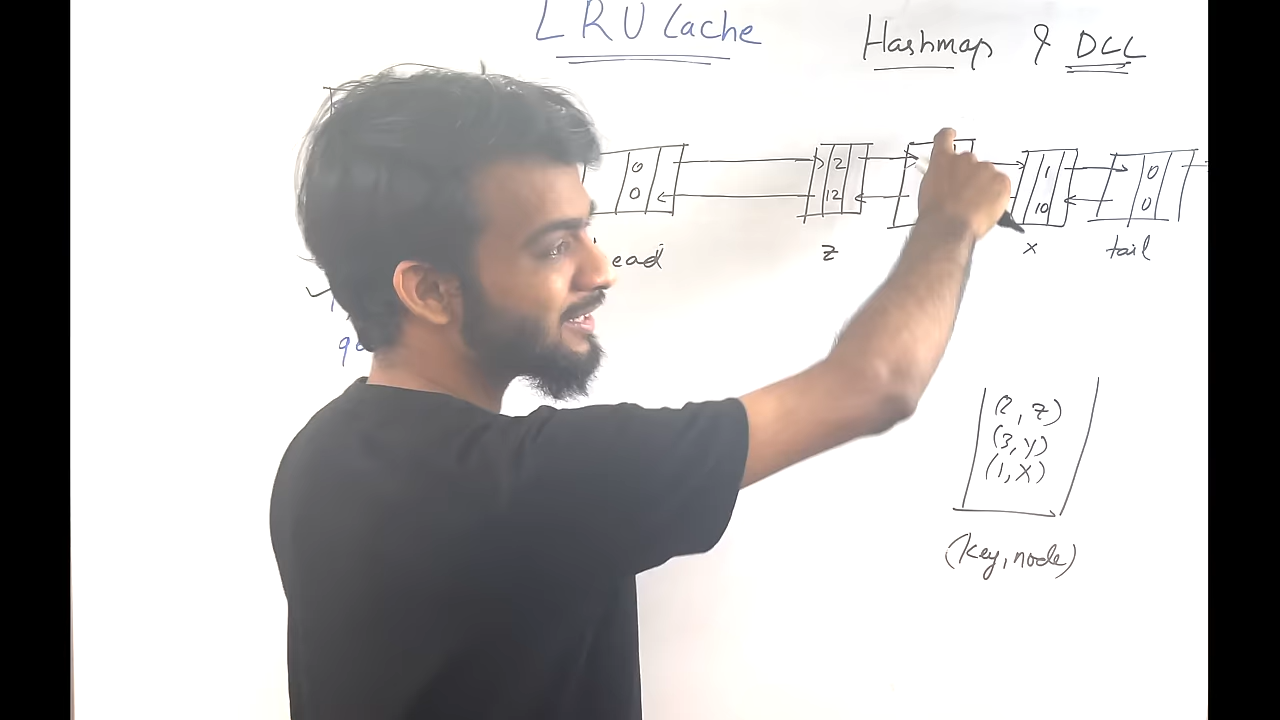 LRU Cache
Hashmap & DLL
0 2 1 0
0 12 10 0
ead z x tail
(2, z)
(3, y)
(1, x)
(key, node)